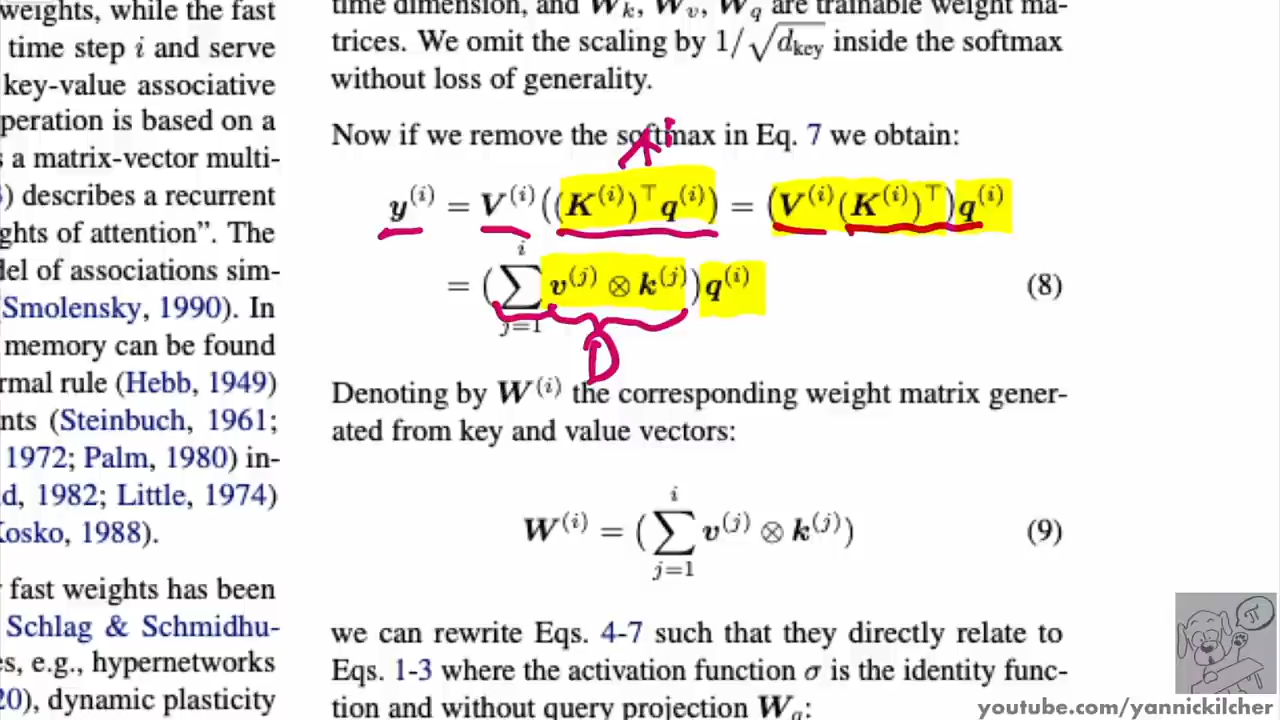 weights, while the fast
time step i and serve
key-value associative
peration is based on a
a matrix-vector multi-
) describes a recurrent
ghts of attention”. The
del of associations sim-
(Smolensky, 1990). In
memory can be found
rmal rule (Hebb, 1949)
nts (Steinbuch, 1961;
1972; Palm, 1980) in-
d, 1982; Little, 1974)
Kosko, 1988).
fast weights has been
Schlag & Schmidhu-
es, e.g., hypernetworks
20), dynamic plasticity
time dimension, and W_k, W_v, W_q are trainable weight ma-
trices. We omit the scaling by 1/√d_key inside the softmax
without loss of generality.
Now if we remove the softmax in Eq. 7 we obtain:
y^(i) = V^(i)((K^(i))^⊤ q^(i)) = (V^(i)(K^(i))^⊤)q^(i)
= (∑_{j=1}^{i} v^(j) ⊗ k^(j))q^(i) (8)
D
Denoting by W^(i) the corresponding weight matrix gener-
ated from key and value vectors:
W^(i) = (∑_{j=1}^{i} v^(j) ⊗ k^(j)) (9)
we can rewrite Eqs. 4-7 such that they directly relate to
Eqs. 1-3 where the activation function σ is the identity func-
tion and without query projection W_q:
π
youtube.com/yannickilcher